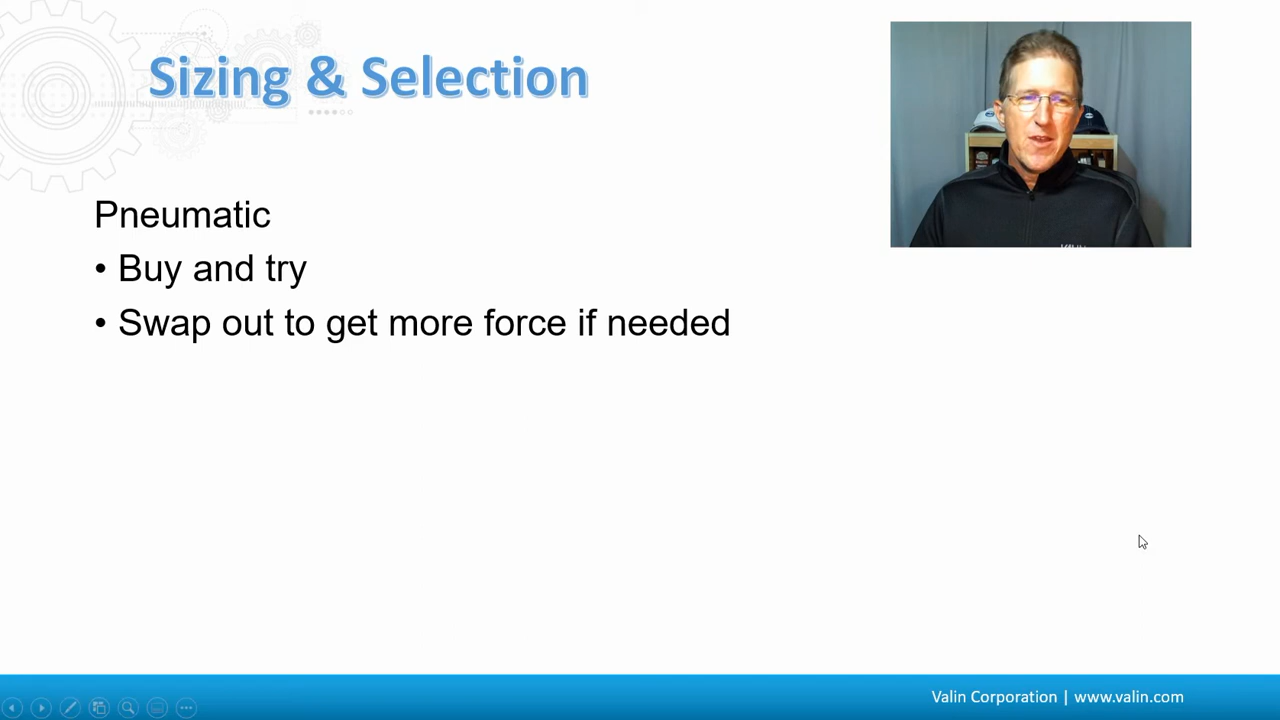 Sizing & Selection
Pneumatic
• Buy and try
• Swap out to get more force if needed
Valin Corporation | www.valin.com